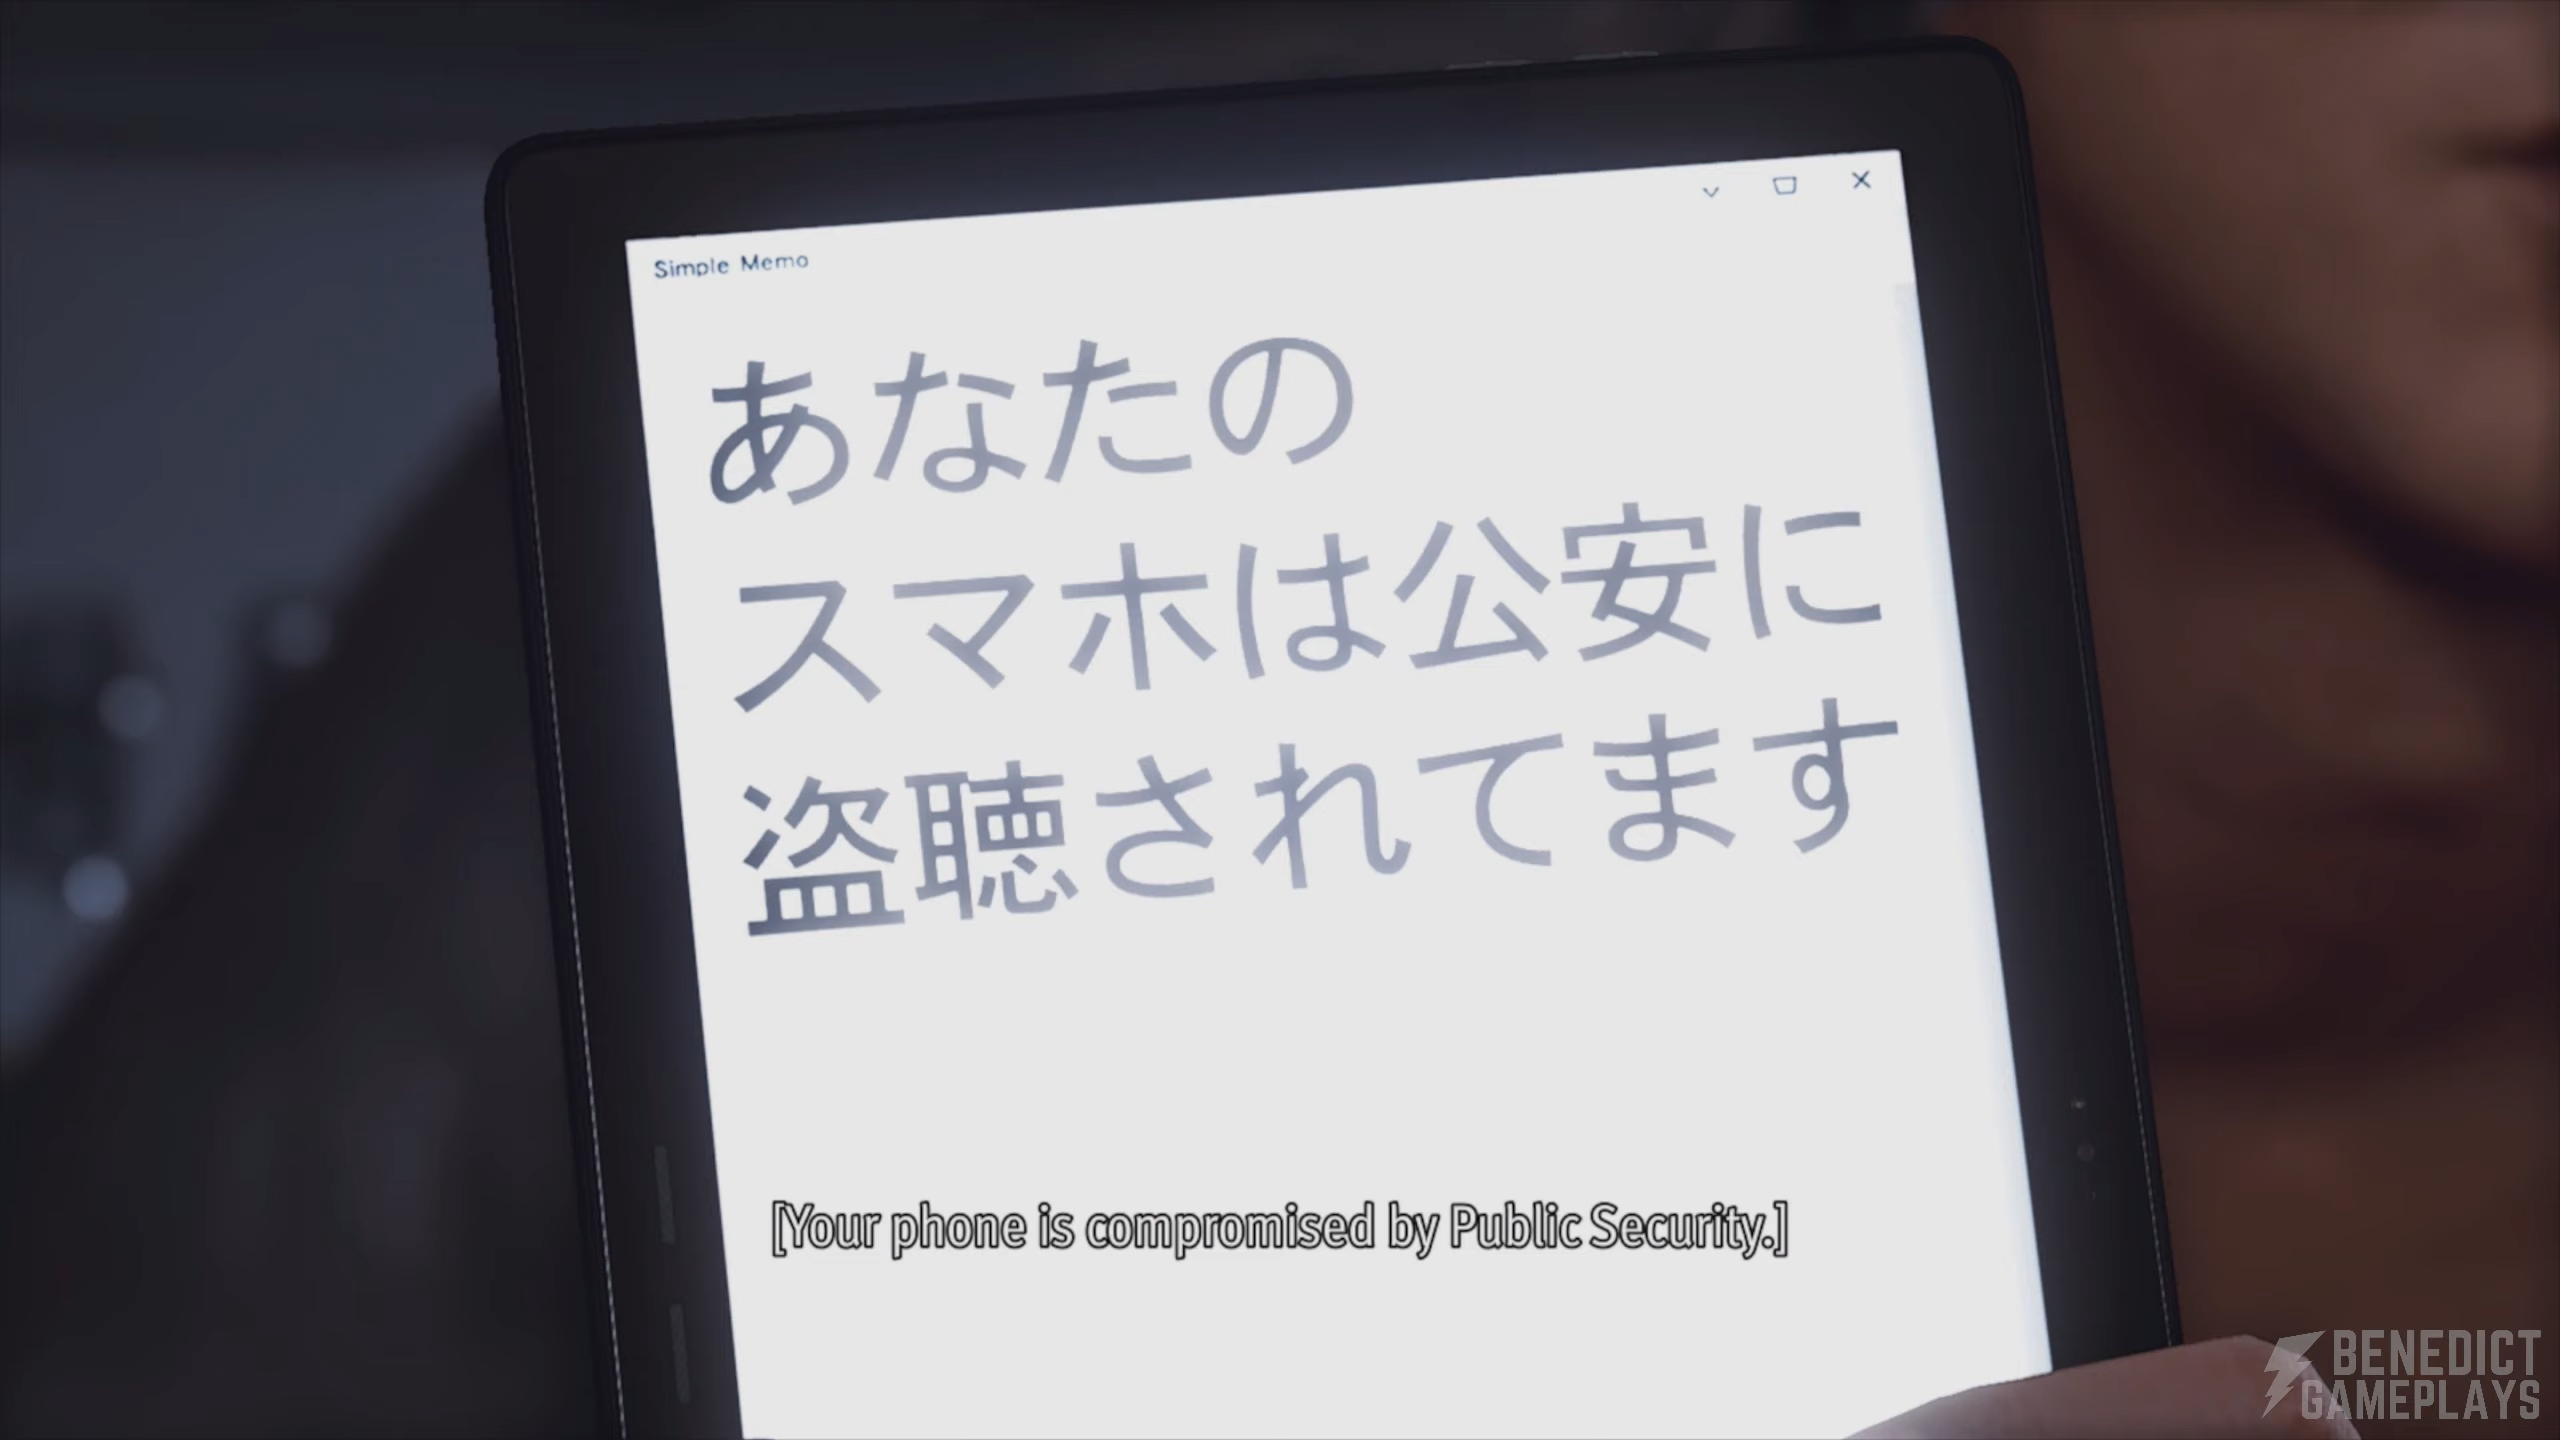 Simple Memo
あなたの
スマホは公安に
盗聴されてます
[Your phone is compromised by Public Security.]
BENEDICT
GAMEPLAYS